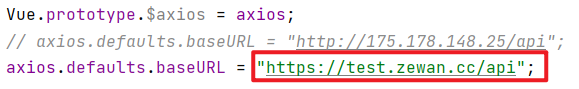 Vue.prototype.$axios = axios;
// axios.defaults.baseURL = "http://175.178.148.25/api";
axios.defaults.baseURL = "https://test.zewan.cc/api";